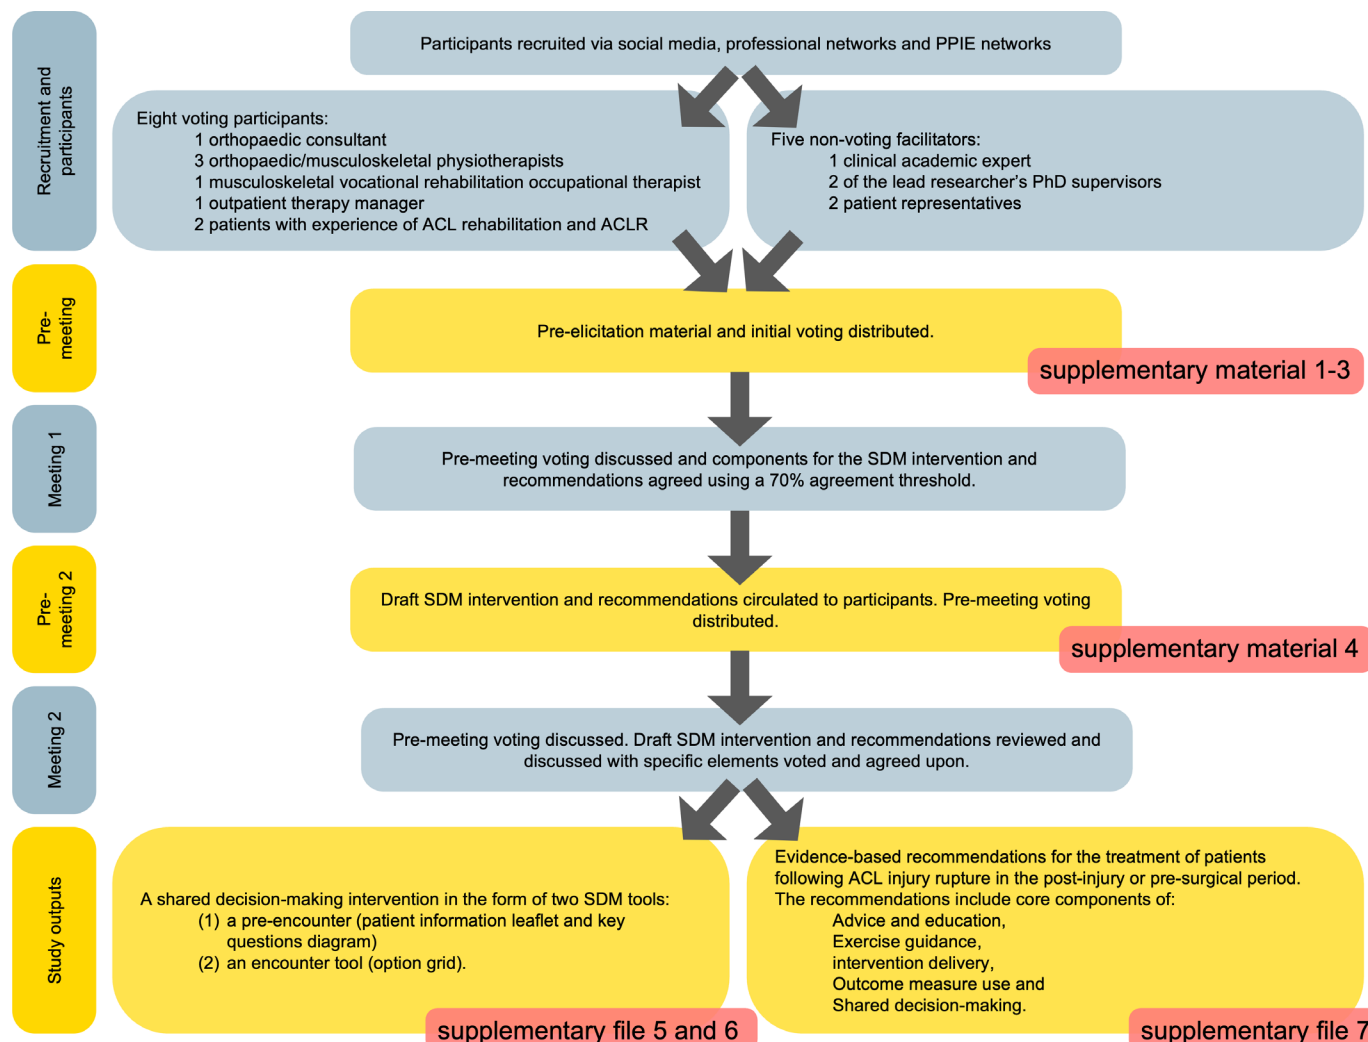 Recruitment and
participants
Participants recruited via social media, professional networks and PPIE networks
Eight voting participants:
1 orthopaedic consultant
3 orthopaedic/musculoskeletal physiotherapists
1 musculoskeletal vocational rehabilitation occupational therapist
1 outpatient therapy manager
2 patients with experience of ACL rehabilitation and ACLR
Five non-voting facilitators:
1 clinical academic expert
2 of the lead researcher's PhD supervisors
2 patient representatives
Pre-
meeting
Pre-elicitation material and initial voting distributed.
supplementary material 1-3
Meeting 1
Pre-meeting voting discussed and components for the SDM intervention and
recommendations agreed using a 70% agreement threshold.
Pre-
meeting 2
Draft SDM intervention and recommendations circulated to participants. Pre-meeting voting
distributed.
supplementary material 4
Meeting 2
Pre-meeting voting discussed. Draft SDM intervention and recommendations reviewed and
discussed with specific elements voted and agreed upon.
Study outputs
A shared decision-making intervention in the form of two SDM tools:
(1) a pre-encounter (patient information leaflet and key
questions diagram)
(2) an encounter tool (option grid).
supplementary file 5 and 6
Evidence-based recommendations for the treatment of patients
following ACL injury rupture in the post-injury or pre-surgical period.
The recommendations include core components of:
Advice and education,
Exercise guidance,
intervention delivery,
Outcome measure use and
Shared decision-making.
supplementary file 7